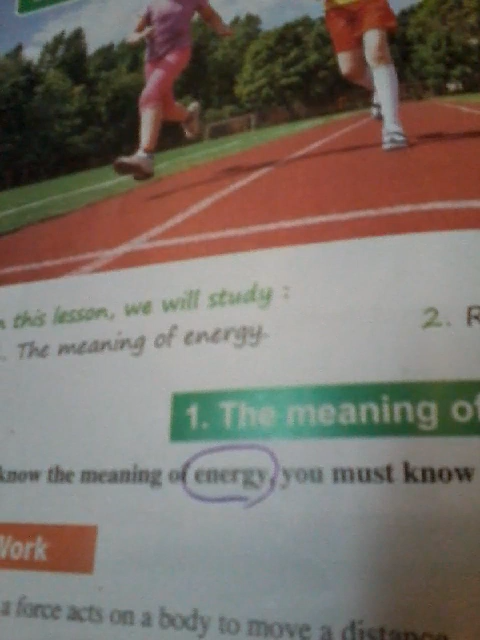 this lesson, we will study :
The meaning of energy.
2.
1. The meaning of
know the meaning of energy, you must know
Work
a force acts on a body to move a distance